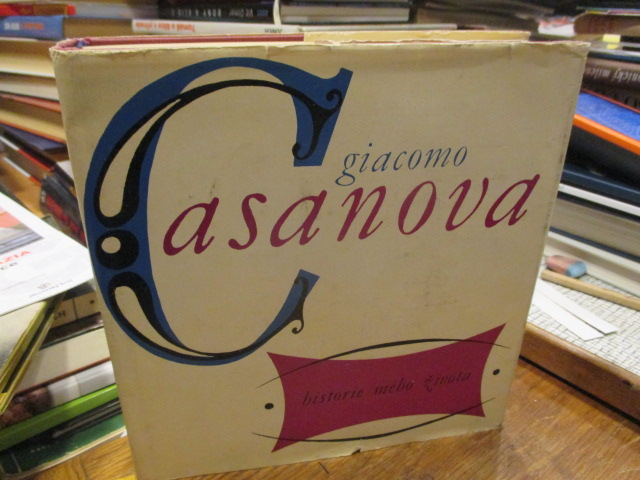 giacomo
Casanova
historie mého života